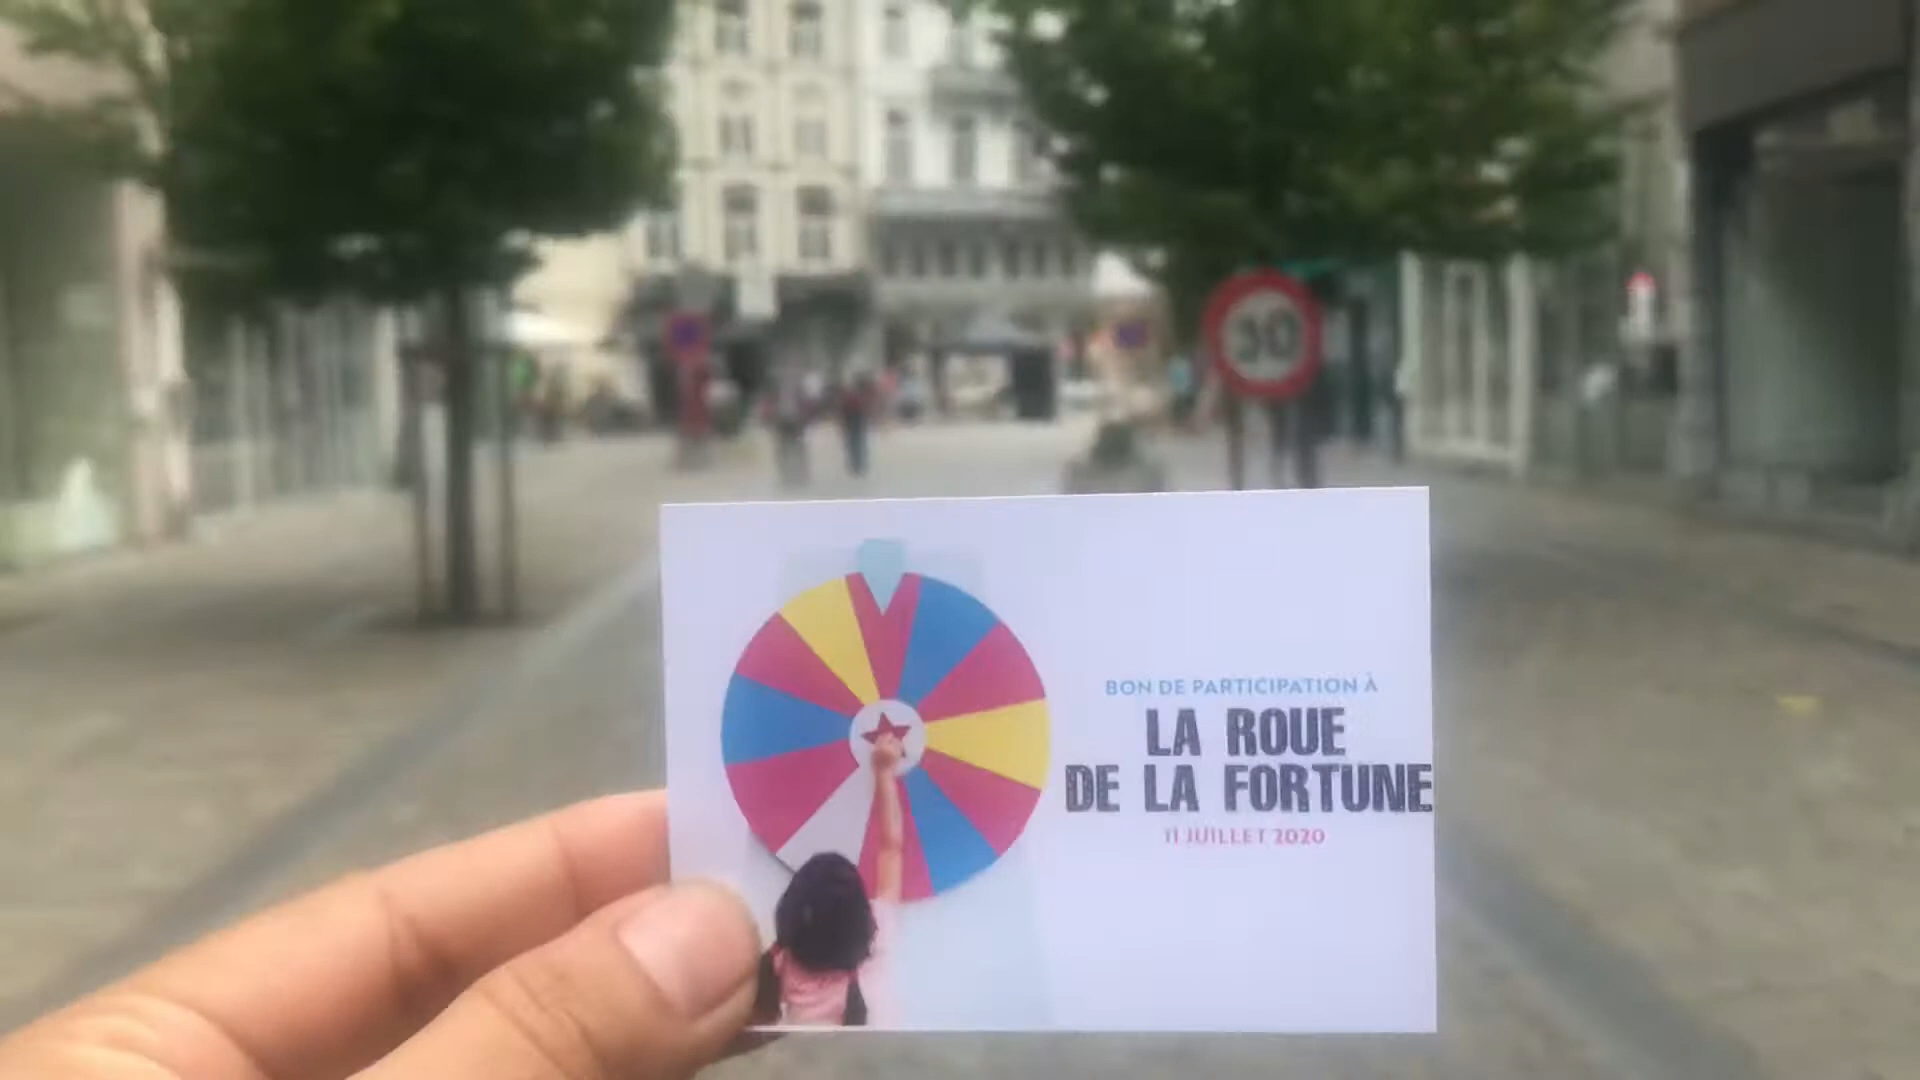 30
BON DE PARTICIPATION À
LA ROUE
DE LA FORTUNE
11 JUILLET 2020